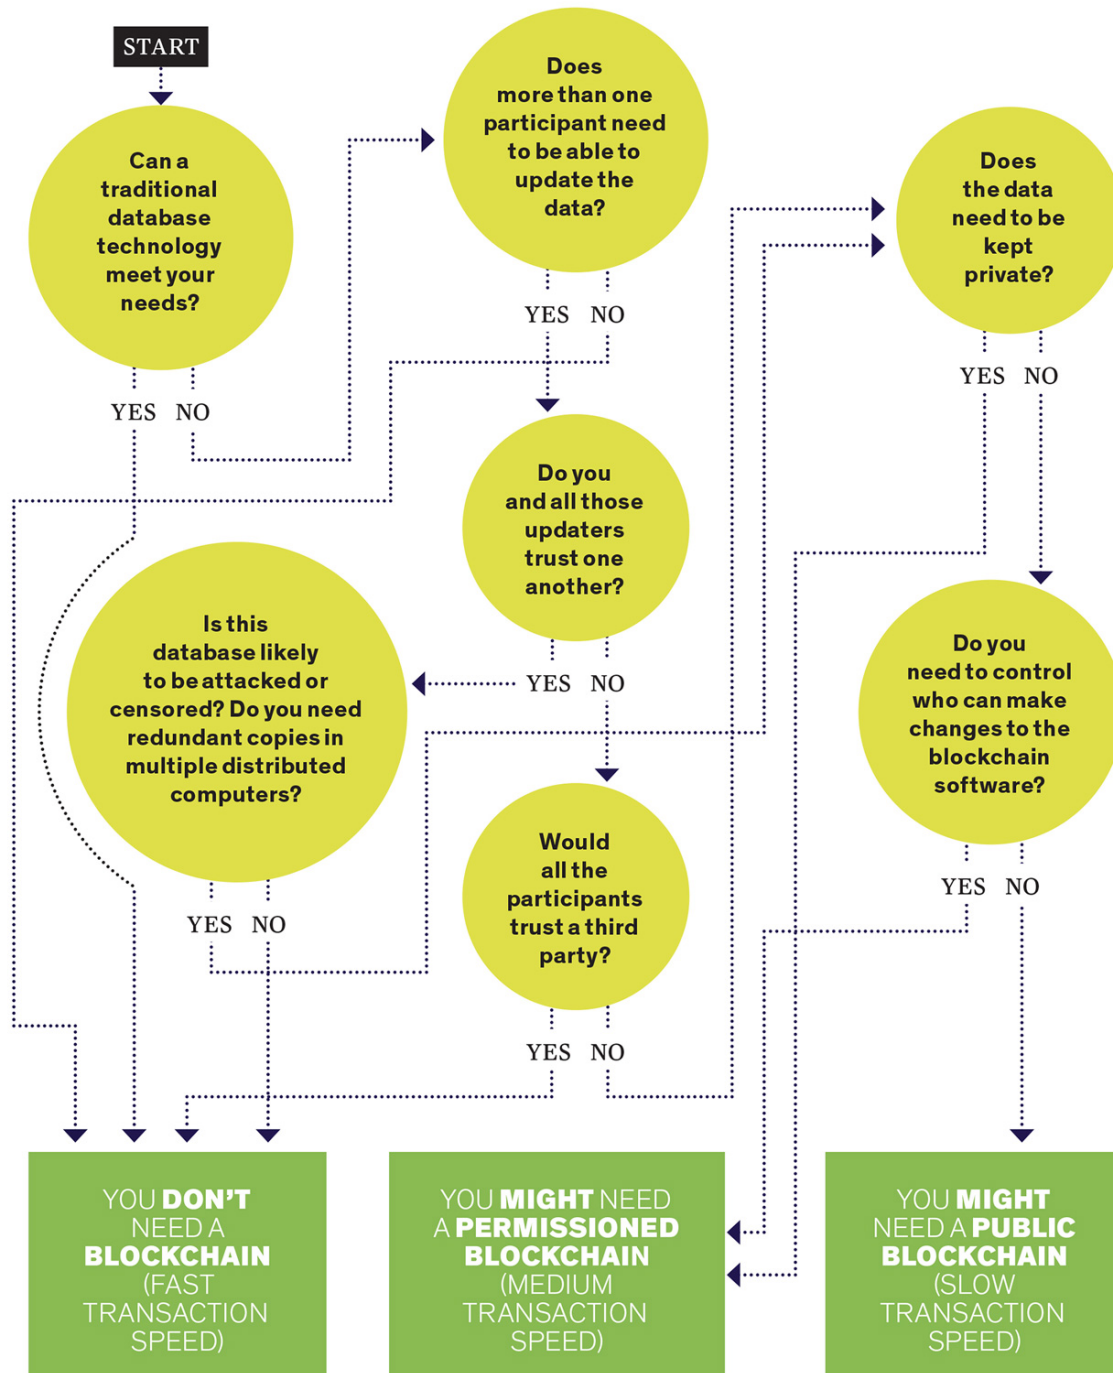 START
Can a
traditional
database
technology
meet your
needs?
YES NO
Does
more than one
participant need
to be able to
update the
data?
YES NO
Do you
and all those
updaters
trust one
another?
YES NO
Is this
database likely
to be attacked or
censored? Do you need
redundant copies in
multiple distributed
computers?
YES NO
Would
all the
participants
trust a third
party?
YES NO
Does
the data
need to be
kept
private?
YES NO
Do you
need to control
who can make
changes to the
blockchain
software?
YES NO
YOU DON'T
NEED A
BLOCKCHAIN
(FAST
TRANSACTION
SPEED)
YOU MIGHT NEED
A PERMISSIONED
BLOCKCHAIN
(MEDIUM
TRANSACTION
SPEED)
YOU MIGHT
NEED A PUBLIC
BLOCKCHAIN
(SLOW
TRANSACTION
SPEED)